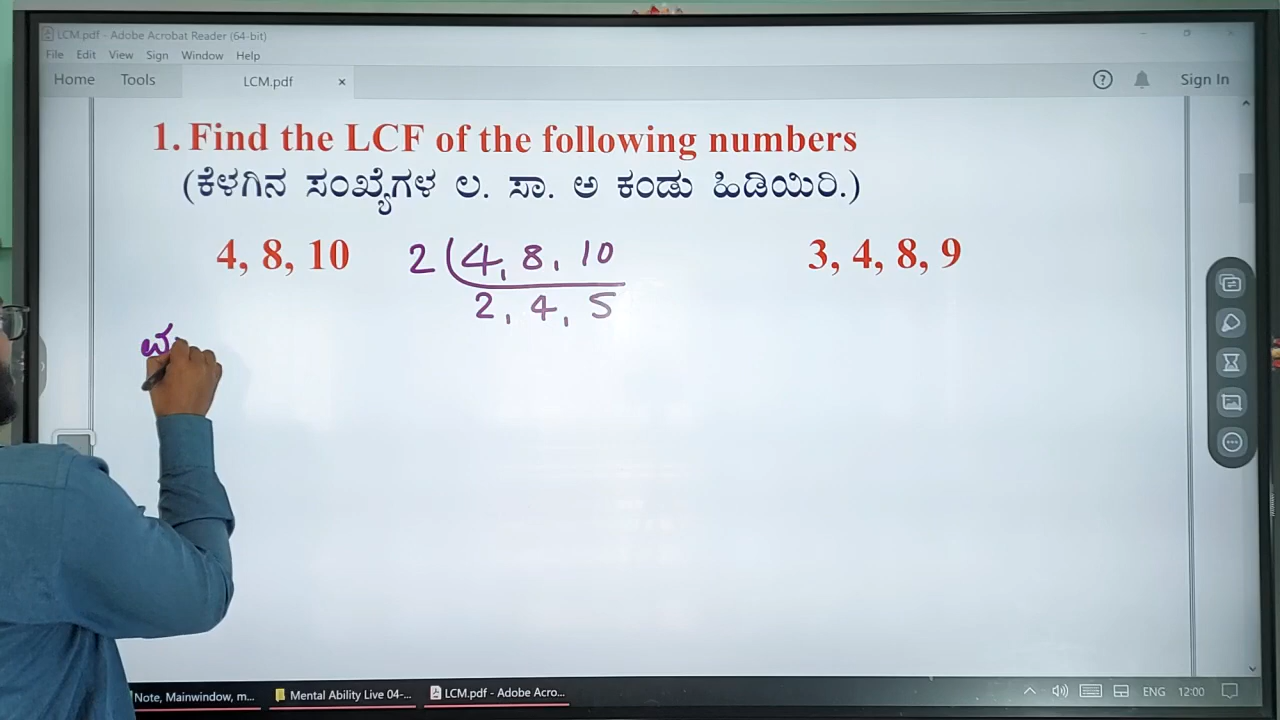 LCM.pdf - Adobe Acrobat Reader (64-bit)
File Edit View Sign Window Help
Home Tools LCM.pdf × ? Sign In
1. Find the LCF of the following numbers
(ಕೆಳಗಿನ ಸಂಖ್ಯೆಗಳ ಲ. ಸಾ. ಅ ಕಂಡು ಹಿಡಿಯಿರಿ.)
4, 8, 10 2 ( 4, 8, 10 3, 4, 8, 9
2, 4, 5
Note, Mainwindow, m... Mental Ability Live 04-... LCM.pdf - Adobe Acro... ENG 12:00